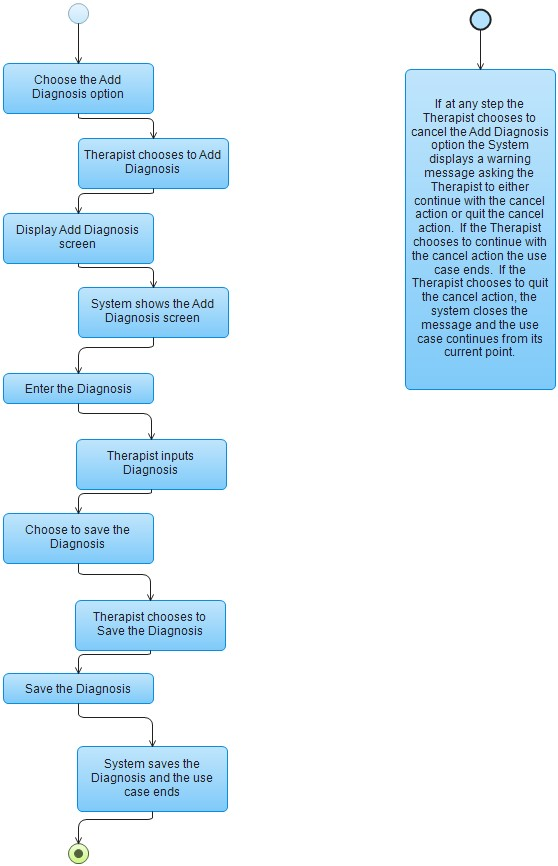 Choose the Add
Diagnosis option
Therapist chooses to Add
Diagnosis
Display Add Diagnosis
screen
System shows the Add
Diagnosis screen
Enter the Diagnosis
Therapist inputs
Diagnosis
Choose to save the
Diagnosis
Therapist chooses to
Save the Diagnosis
Save the Diagnosis
System saves the
Diagnosis and the use
case ends
If at any step the
Therapist chooses to
cancel the Add Diagnosis
option the System
displays a warning
message asking the
Therapist to either
continue with the cancel
action or quit the cancel
action. If the Therapist
chooses to continue with
the cancel action the use
case ends. If the
Therapist chooses to quit
the cancel action, the
system closes the
message and the use
case continues from its
current point.